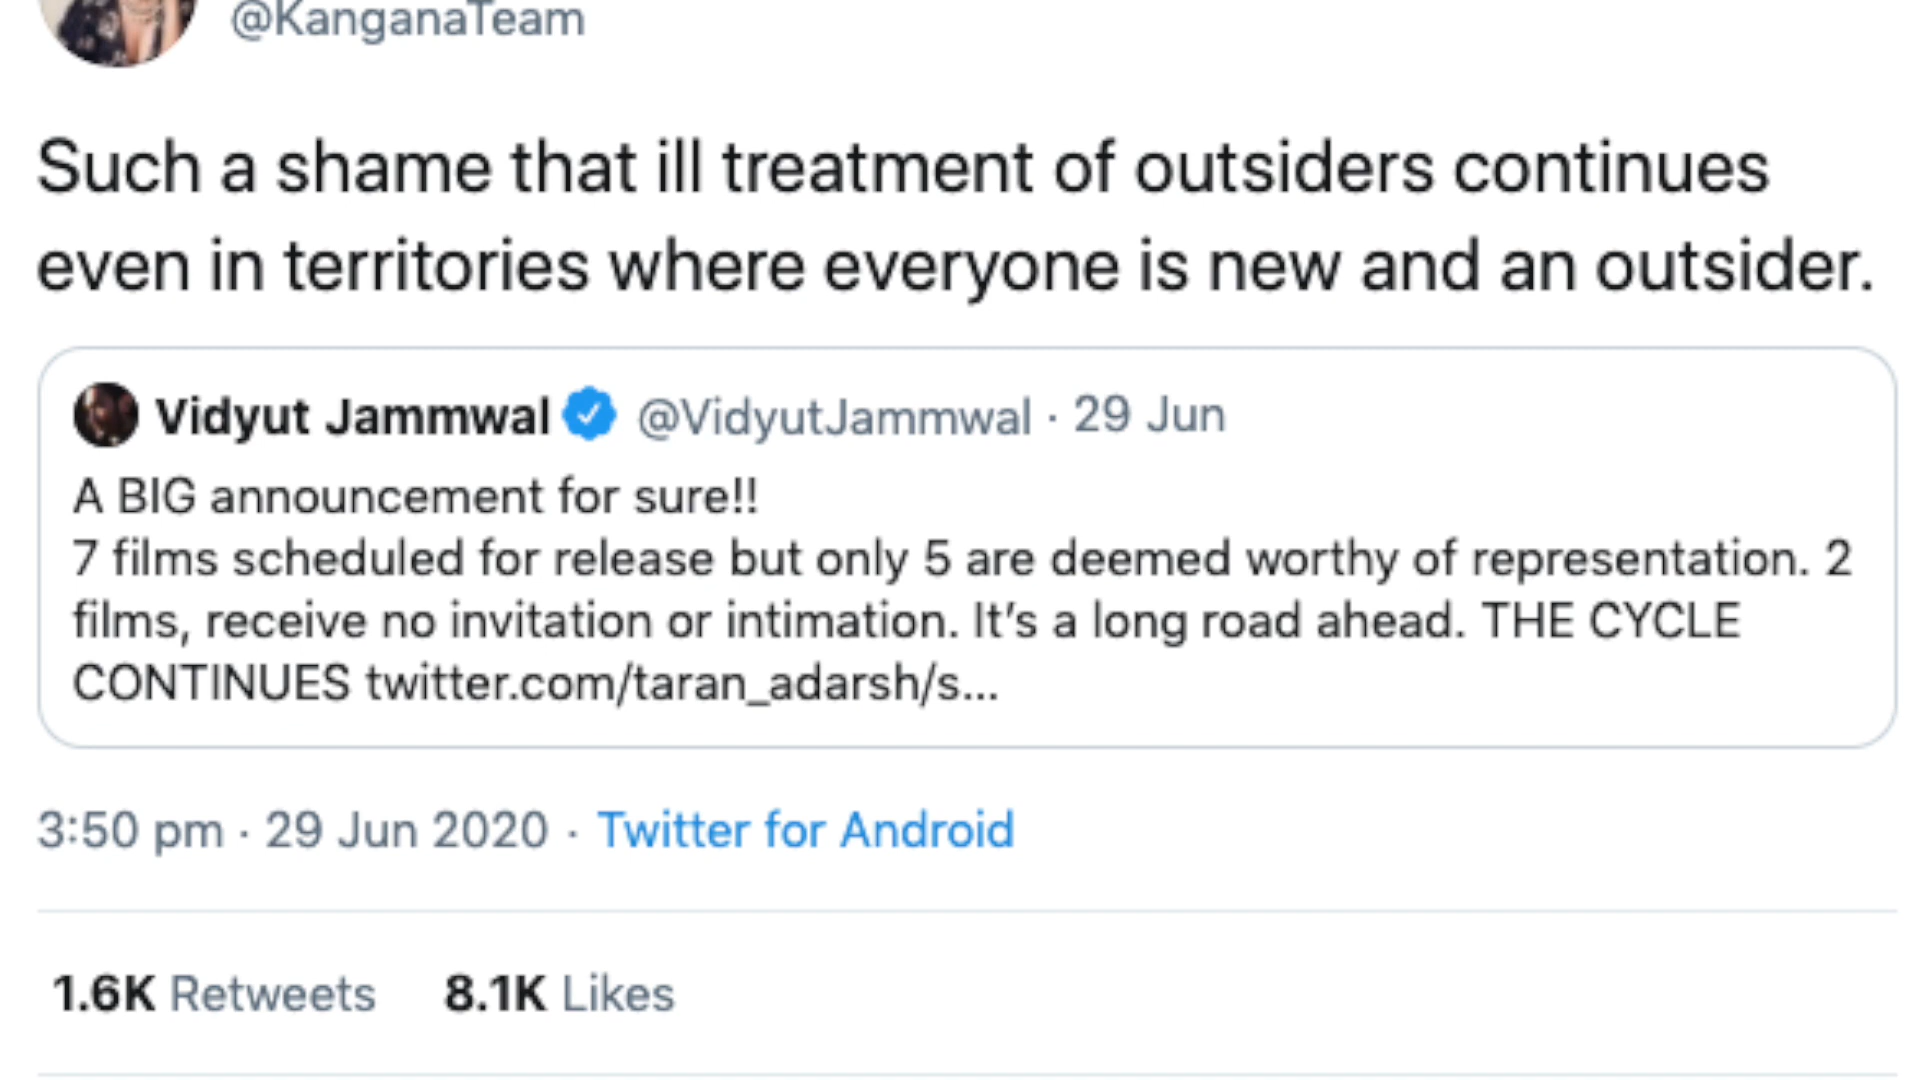 @KanganaTeam
Such a shame that ill treatment of outsiders continues
even in territories where everyone is new and an outsider.
Vidyut Jammwal @VidyutJammwal · 29 Jun
A BIG announcement for sure!!
7 films scheduled for release but only 5 are deemed worthy of representation. 2
films, receive no invitation or intimation. It’s a long road ahead. THE CYCLE
CONTINUES twitter.com/taran_adarsh/s...
3:50 pm · 29 Jun 2020 · Twitter for Android
1.6K Retweets 8.1K Likes